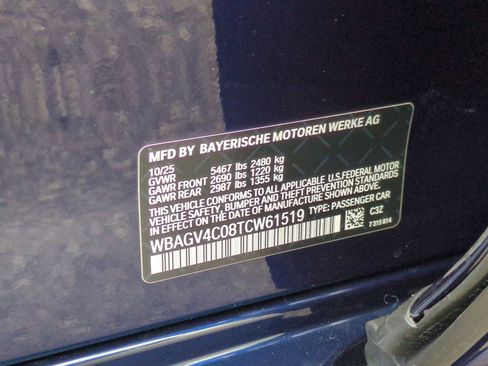 MFD BY BAYERISCHE MOTOREN WERKE AG
10/25
GVWR 5467 lbs 2480 kg
GAWR FRONT 2690 lbs 1220 kg
GAWR REAR 2987 lbs 1355 kg
THIS VEHICLE CONFORMS TO ALL APPLICABLE U.S. FEDERAL MOTOR
VEHICLE SAFETY, BUMPER AND THEFT PREVENTION STANDARDS
IN EFFECT ON THE DATE OF MANUFACTURE SHOWN ABOVE.
WBAGV4C08TCW61519 TYPE: PASSENGER CAR
C3Z
7315814